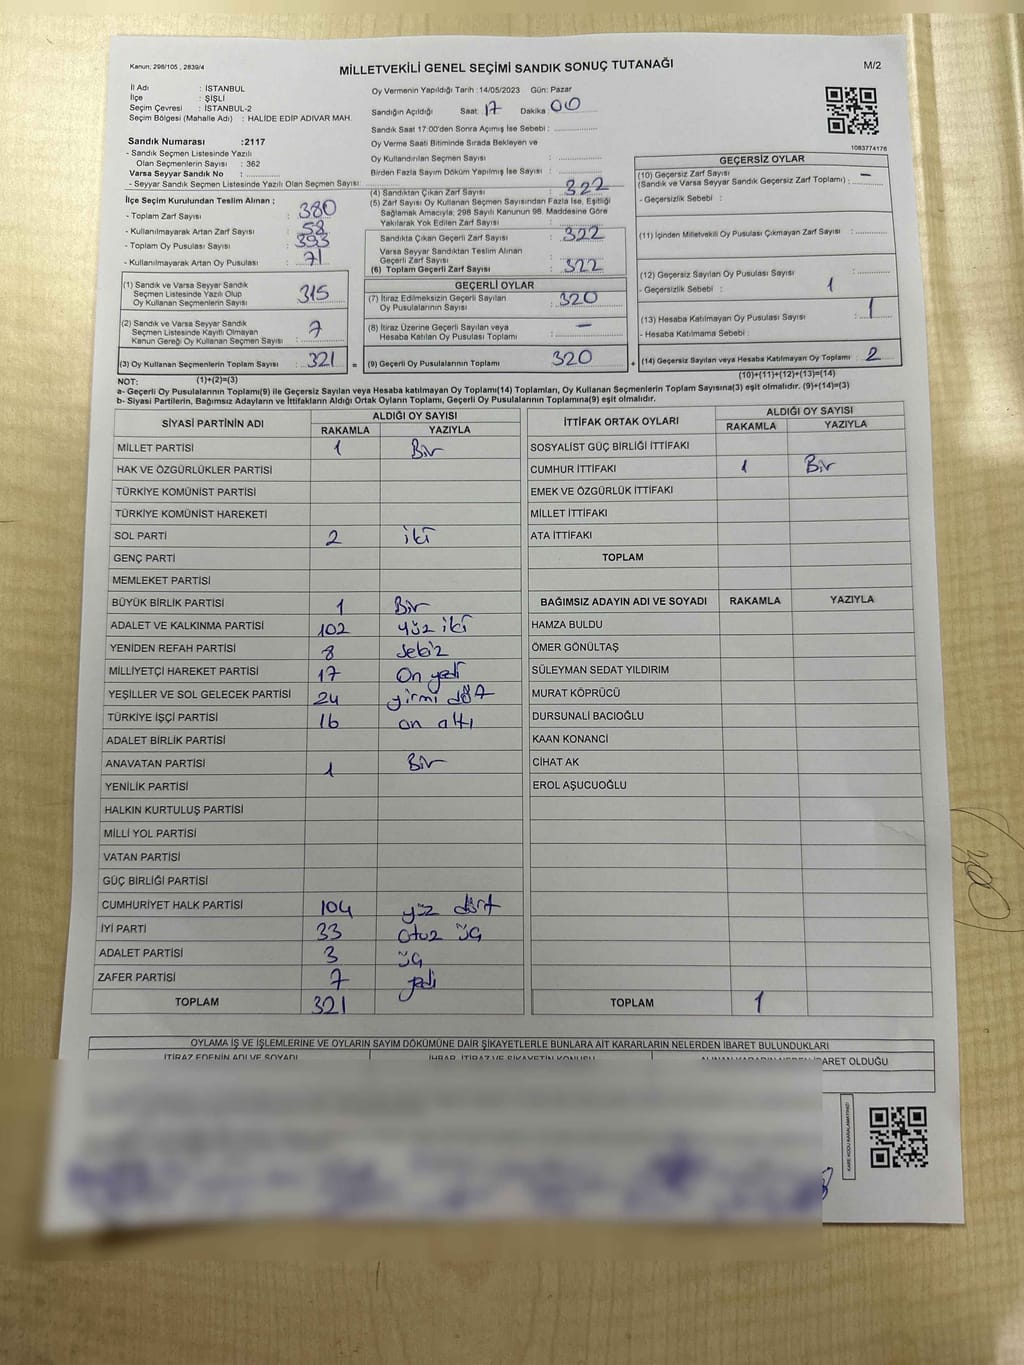 Kanun; 298/105 , 2839/4
MİLLETVEKİLİ GENEL SEÇİMİ SANDIK SONUÇ TUTANAĞI
M/2
İl Adı : İSTANBUL
İlçe : ŞİŞLİ
Seçim Çevresi : İSTANBUL-2
Seçim Bölgesi (Mahalle Adı) : HALİDE EDİP ADIVAR MAH.
Sandık Numarası :2117
- Sandık Seçmen Listesinde Yazılı
Olan Seçmenlerin Sayısı : 362
Varsa Seyyar Sandık No :
- Seyyar Sandık Seçmen Listesinde Yazılı Olan Seçmen Sayısı:
İlçe Seçim Kurulundan Teslim Alınan ;
- Toplam Zarf Sayısı : 380
- Kullanılmayarak Artan Zarf Sayısı : 58
- Toplam Oy Pusulası Sayısı : 393
- Kullanılmayarak Artan Oy Pusulası : 71
(1) Sandık ve Varsa Seyyar Sandık
Seçmen Listesinde Yazılı Olup
Oy Kullanan Seçmenlerin Sayısı : 315
(2) Sandık ve Varsa Seyyar Sandık
Seçmen Listesinde Kayıtlı Olmayan
Kanun Gereği Oy Kullanan Seçmen Sayısı : 7
(3) Oy Kullanan Seçmenlerin Toplam Sayısı : 321
Oy Vermenin Yapıldığı Tarih : 14/05/2023 Gün: Pazar
Sandığın Açıldığı Saat: 17 Dakika 00
Sandık Saat 17:00'den Sonra Açımış İse Sebebi :
Oy Verme Saati Bitiminde Sırada Bekleyen ve
Oy Kullandırılan Seçmen Sayısı :
Birden Fazla Sayım Döküm Yapılmış İse Sayısı :
(4) Sandıktan Çıkan Zarf Sayısı : 322
(5) Zarf Sayısı Oy Kullanan Seçmen Sayısından Fazla İse, Eşitliği
Sağlamak Amacıyla; 298 Sayılı Kanunun 98. Maddesine Göre
Yakılarak Yok Edilen Zarf Sayısı :
Sandıkta Çıkan Geçerli Zarf Sayısı : 322
Varsa Seyyar Sandıktan Teslim Alınan
Geçerli Zarf Sayısı :
(6) Toplam Geçerli Zarf Sayısı : 322
GEÇERLİ OYLAR
(7) İtiraz Edilmeksizin Geçerli Sayılan
Oy Pusulalarının Sayısı : 320
(8) İtiraz Üzerine Geçerli Sayılan veya
Hesaba Katılan Oy Pusulaları Toplamı : —
= (9) Geçerli Oy Pusulalarının Toplamı 320
1083774176
GEÇERSİZ OYLAR
(10) Geçersiz Zarf Sayısı
(Sandık ve Varsa Seyyar Sandık Geçersiz Zarf Toplamı) : —
- Geçersizlik Sebebi :
(11) İçinden Milletvekili Oy Pusulası Çıkmayan Zarf Sayısı:
(12) Geçersiz Sayılan Oy Pusulası Sayısı :
- Geçersizlik Sebebi : 1
(13) Hesaba Katılmayan Oy Pusulası Sayısı : 1
- Hesaba Katılmama Sebebi :
+ (14) Geçersiz Sayılan veya Hesaba Katılmayan Oy Toplamı : 2
NOT: (1)+(2)=(3) (10)+(11)+(12)+(13)=(14)
a- Geçerli Oy Pusulalarının Toplamı(9) ile Geçersiz Sayılan veya Hesaba katılmayan Oy Toplamı(14) Toplamları, Oy Kullanan Seçmenlerin Toplam Sayısına(3) eşit olmalıdır. (9)+(14)=(3)
b- Siyasi Partilerin, Bağımsız Adayların ve İttifakların Aldığı Ortak Oyların Toplamı, Geçerli Oy Pusulalarının Toplamına(9) eşit olmalıdır.
SİYASİ PARTİNİN ADI ALDIĞI OY SAYISI
RAKAMLA YAZIYLA
MİLLET PARTİSİ 1 Bir
HAK VE ÖZGÜRLÜKLER PARTİSİ
TÜRKİYE KOMÜNİST PARTİSİ
TÜRKİYE KOMÜNİST HAREKETİ
SOL PARTİ 2 iki
GENÇ PARTİ
MEMLEKET PARTİSİ
BÜYÜK BİRLİK PARTİSİ 1 Bir
ADALET VE KALKINMA PARTİSİ 102 yüz iki
YENİDEN REFAH PARTİSİ 8 sekiz
MİLLİYETÇİ HAREKET PARTİSİ 17 On yedi
YEŞİLLER VE SOL GELECEK PARTİSİ 24 yirmi dört
TÜRKİYE İŞÇİ PARTİSİ 16 on altı
ADALET BİRLİK PARTİSİ
ANAVATAN PARTİSİ 1 Bir
YENİLİK PARTİSİ
HALKIN KURTULUŞ PARTİSİ
MİLLİ YOL PARTİSİ
VATAN PARTİSİ
GÜÇ BİRLİĞİ PARTİSİ
CUMHURİYET HALK PARTİSİ 104 yüz dört
İYİ PARTİ 33 otuz üç
ADALET PARTİSİ 3 üç
ZAFER PARTİSİ 7 yedi
TOPLAM 321
İTTİFAK ORTAK OYLARI ALDIĞI OY SAYISI
RAKAMLA YAZIYLA
SOSYALİST GÜÇ BİRLİĞİ İTTİFAKI
CUMHUR İTTİFAKI 1 Bir
EMEK VE ÖZGÜRLÜK İTTİFAKI
MİLLET İTTİFAKI
ATA İTTİFAKI
TOPLAM
BAĞIMSIZ ADAYIN ADI VE SOYADI RAKAMLA YAZIYLA
HAMZA BULDU
ÖMER GÖNÜLTAŞ
SÜLEYMAN SEDAT YILDIRIM
MURAT KÖPRÜCÜ
DURSUNALİ BACIOĞLU
KAAN KONANCİ
CİHAT AK
EROL AŞUCUOĞLU
TOPLAM 1
OYLAMA İŞ VE İŞLEMLERİNE VE OYLARIN SAYIM DÖKÜMÜNE DAİR ŞİKAYETLERLE BUNLARA AİT KARARLARIN NELERDEN İBARET BULUNDUKLARI
İTİRAZ EDENİN ADI VE SOYADI İHBAR, İTİRAZ VE ŞİKAYETİN KONUSU ALINAN KARARIN NEDEN İBARET OLDUĞU
KARE KODU KARALAMAYINIZ!